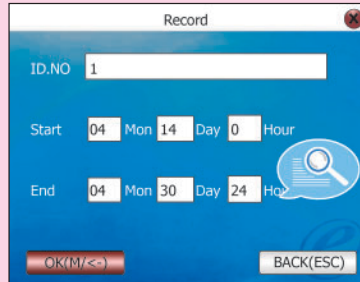 Record
ID.NO 1
Start 04 Mon 14 Day 0 Hour
End 04 Mon 30 Day 24
OK(M/<-) BACK(ESC)